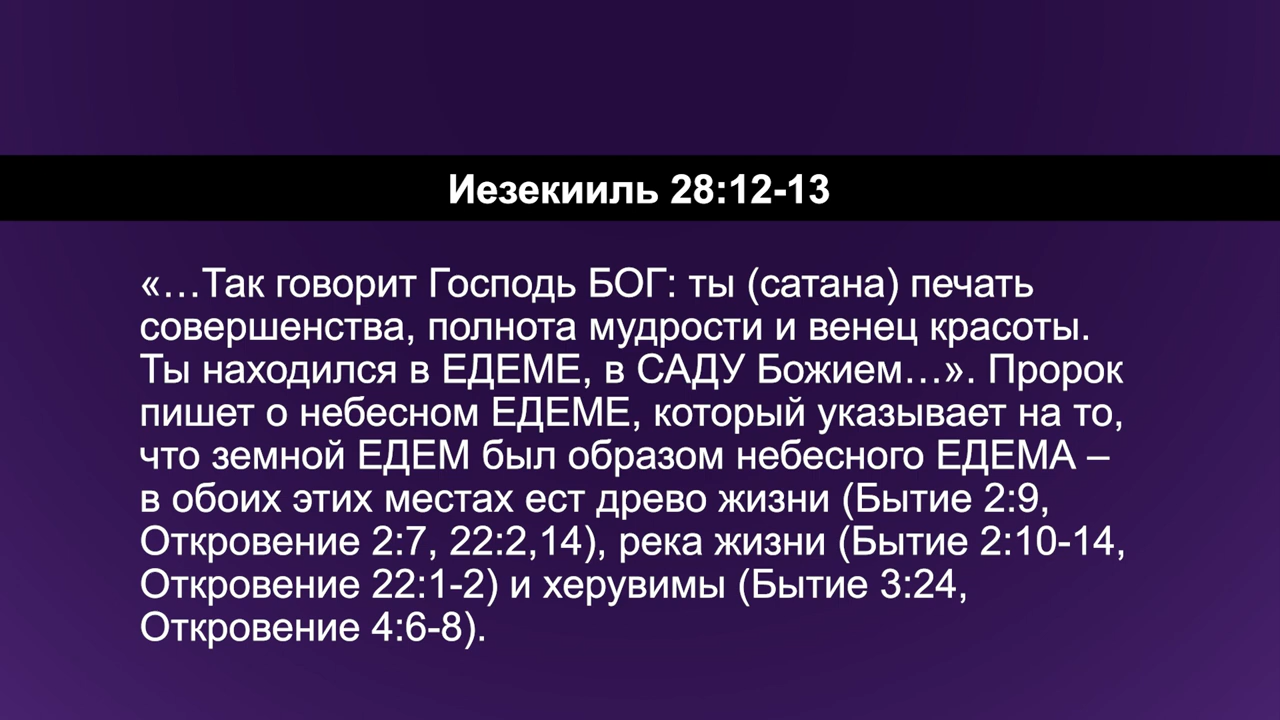 Иезекииль 28:12-13
«…Так говорит Господь БОГ: ты (сатана) печать
совершенства, полнота мудрости и венец красоты.
Ты находился в ЕДЕМЕ, в САДУ Божием…». Пророк
пишет о небесном ЕДЕМЕ, который указывает на то,
что земной ЕДЕМ был образом небесного ЕДЕМА –
в обоих этих местах ест древо жизни (Бытие 2:9,
Откровение 2:7, 22:2,14), река жизни (Бытие 2:10-14,
Откровение 22:1-2) и херувимы (Бытие 3:24,
Откровение 4:6-8).